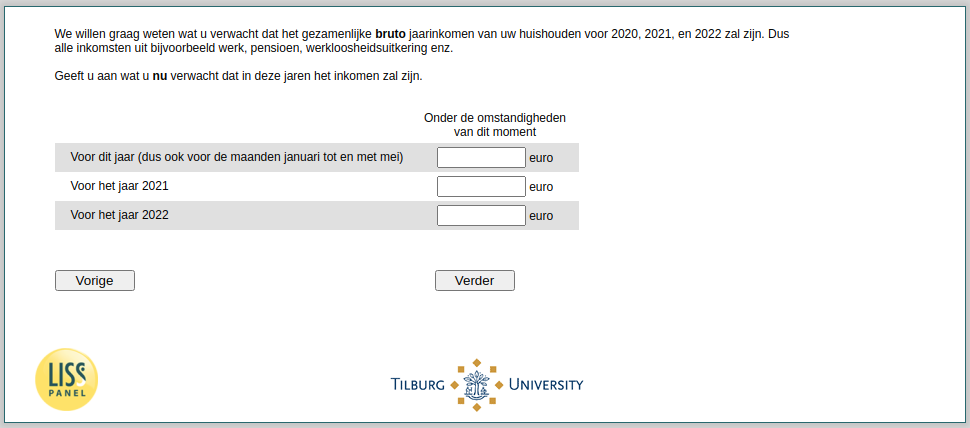 We willen graag weten wat u verwacht dat het gezamenlijke bruto jaarinkomen van uw huishouden voor 2020, 2021, en 2022 zal zijn. Dus
alle inkomsten uit bijvoorbeeld werk, pensioen, werkloosheidsuitkering enz.
Geeft u aan wat u nu verwacht dat in deze jaren het inkomen zal zijn.
Onder de omstandigheden
van dit moment
Voor dit jaar (dus ook voor de maanden januari tot en met mei) euro
Voor het jaar 2021 euro
Voor het jaar 2022 euro
Vorige Verder
LISS
PANEL
TILBURG UNIVERSITY